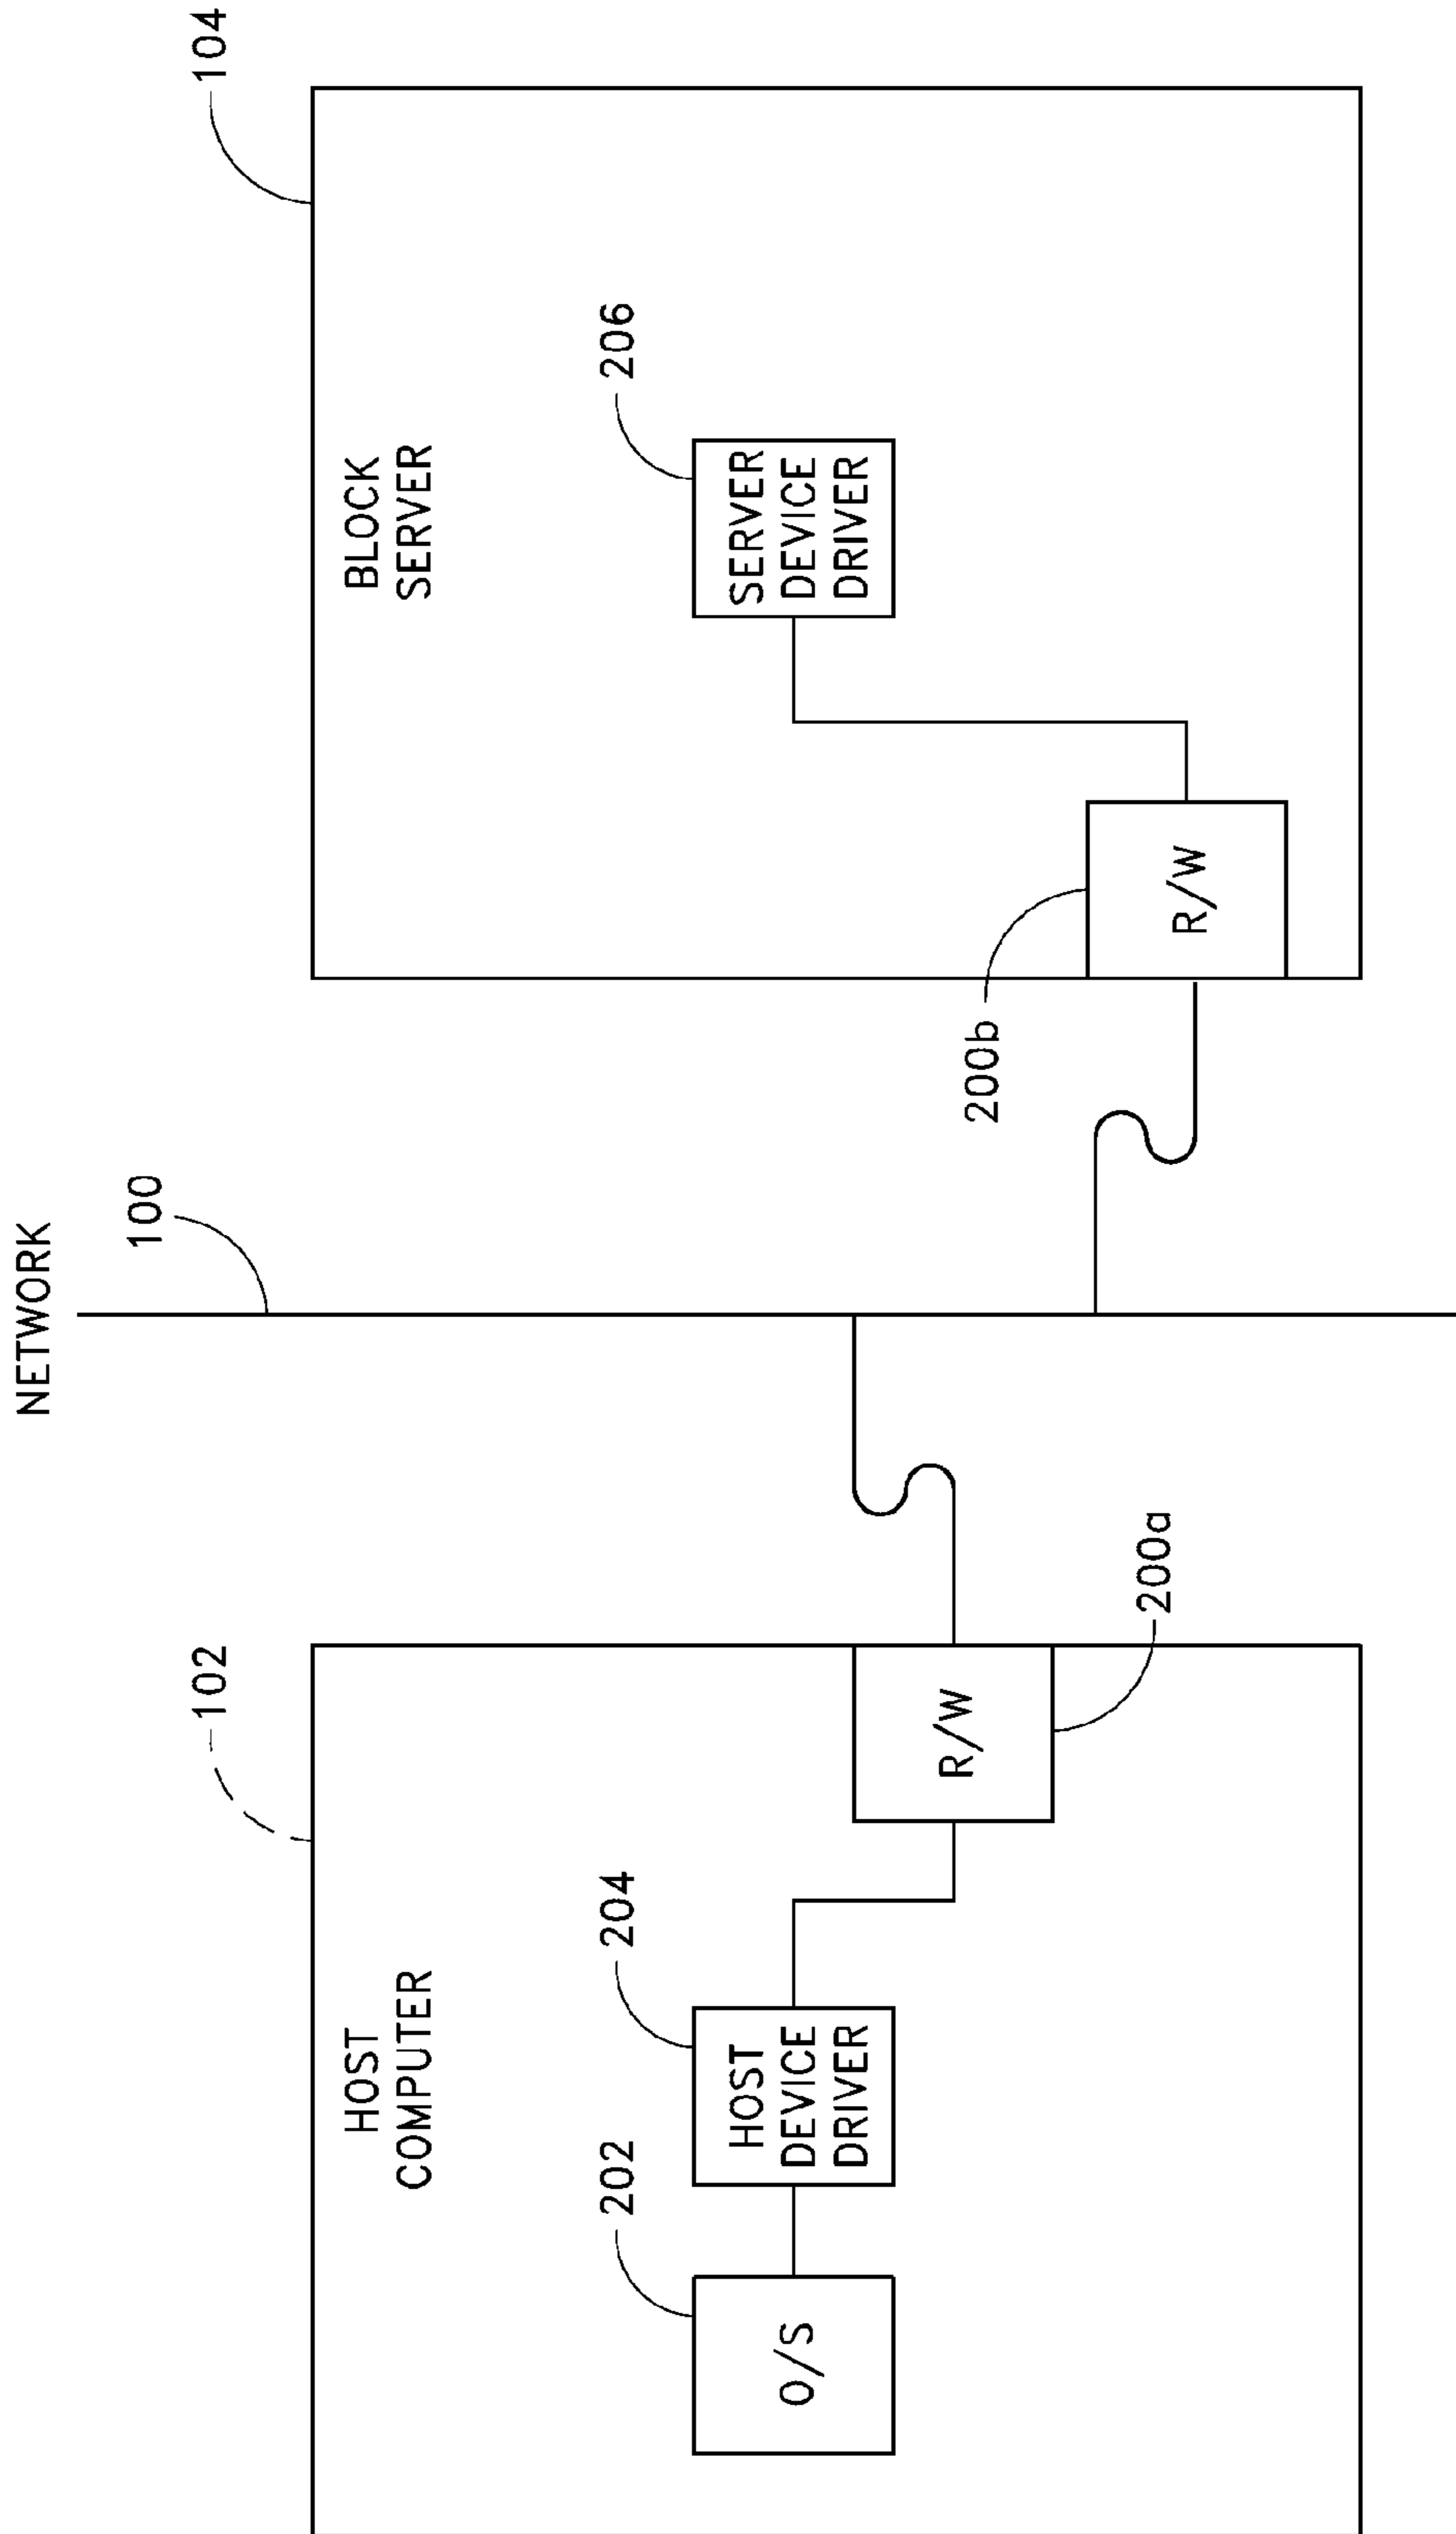 NETWORK
100
102
104
HOST
COMPUTER
BLOCK
SERVER
202
204
206
O/S
HOST
DEVICE
DRIVER
SERVER
DEVICE
DRIVER
R/W
200a
200b
R/W